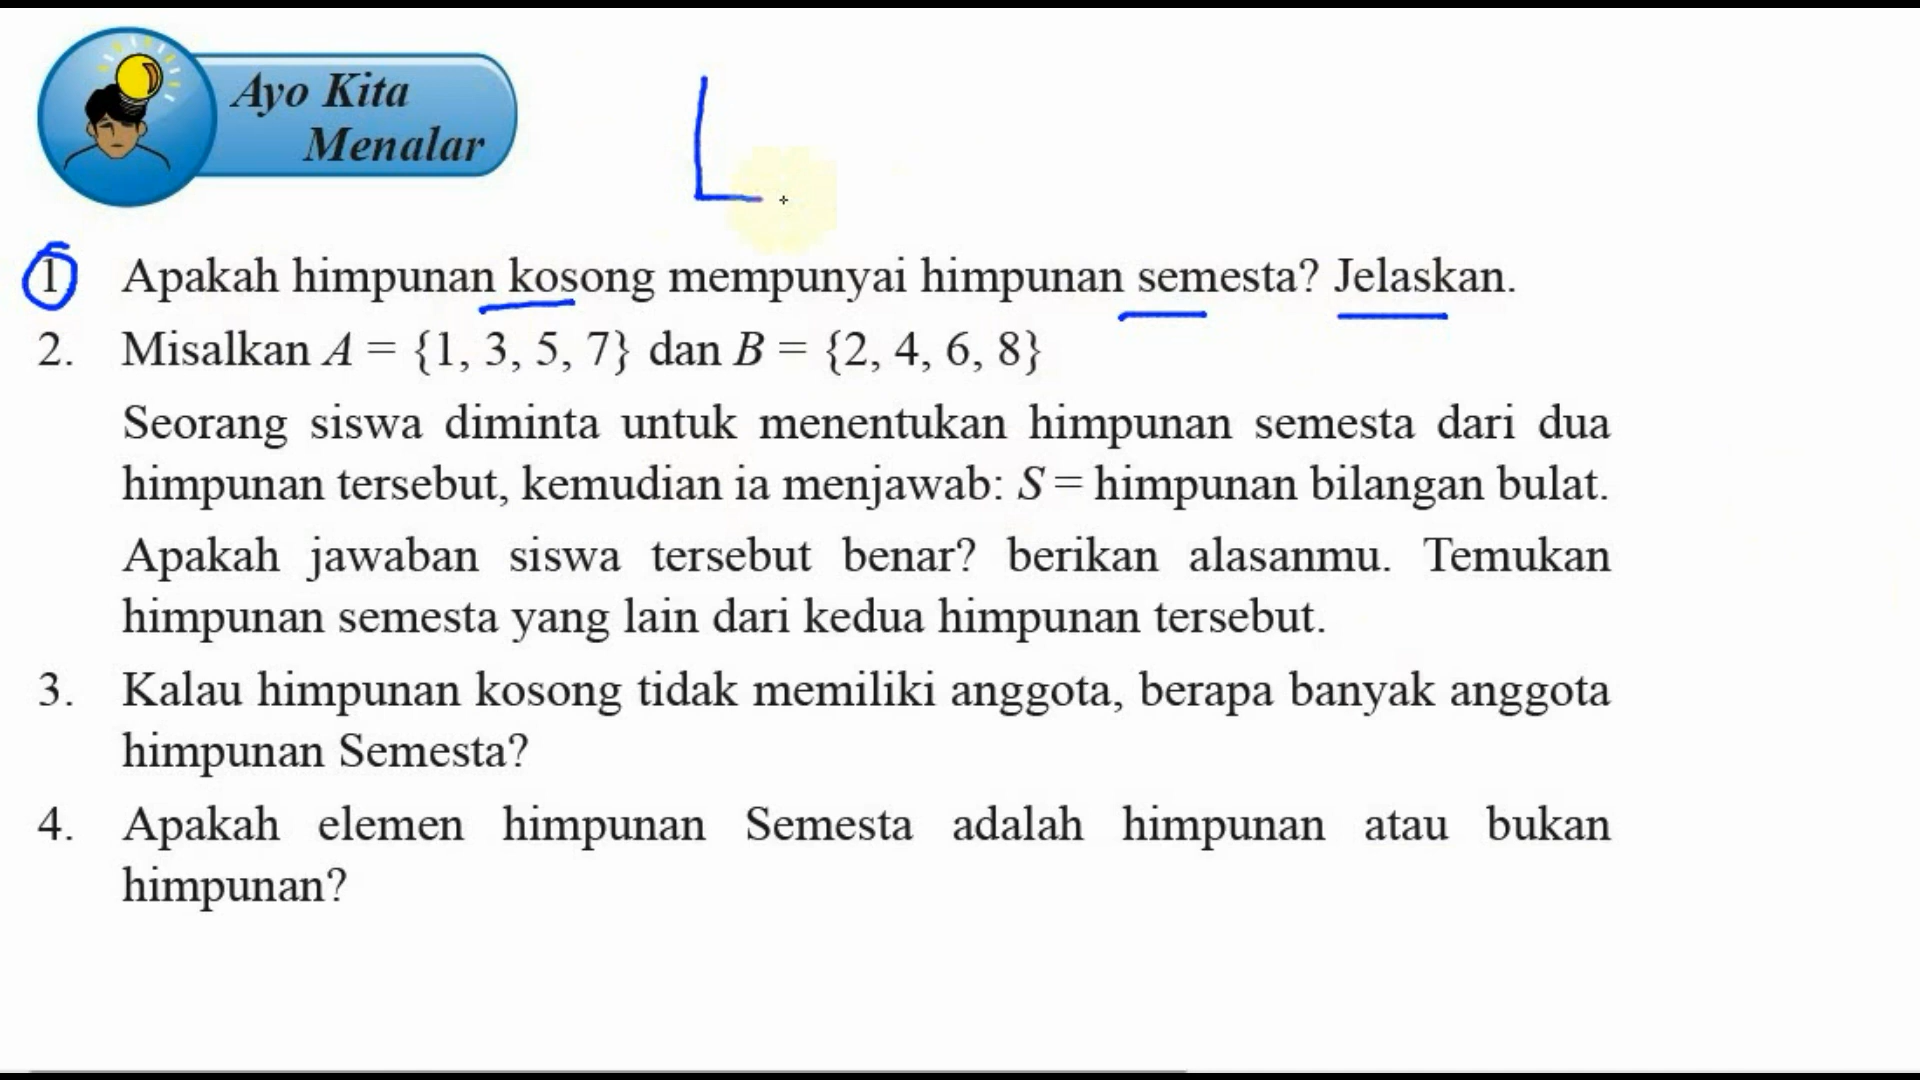 Ayo Kita
Menalar
1 Apakah himpunan kosong mempunyai himpunan semesta? Jelaskan.
2. Misalkan A = {1, 3, 5, 7} dan B = {2, 4, 6, 8}
Seorang siswa diminta untuk menentukan himpunan semesta dari dua
himpunan tersebut, kemudian ia menjawab: S = himpunan bilangan bulat.
Apakah jawaban siswa tersebut benar? berikan alasanmu. Temukan
himpunan semesta yang lain dari kedua himpunan tersebut.
3. Kalau himpunan kosong tidak memiliki anggota, berapa banyak anggota
himpunan Semesta?
4. Apakah elemen himpunan Semesta adalah himpunan atau bukan
himpunan?